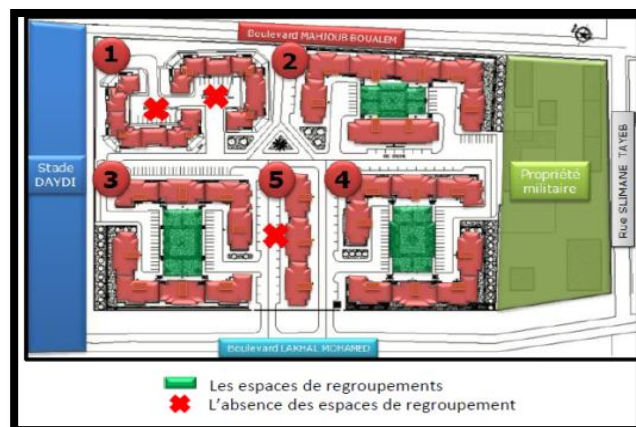 Boulevard MAHJOUB BOUALEM
1
2
Stade
DAYDI
Propriété
militaire
Rue SLIMANE TAYEB
3
5
4
Boulevard LAKHAL MOHAMED
Les espaces de regroupements
L'absence des espaces de regroupement